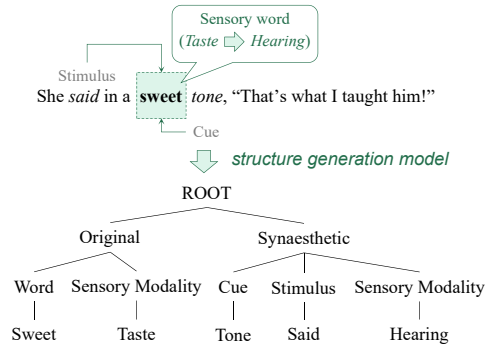 Sensory word
(Taste ⇨ Hearing)
Stimulus
She said in a sweet tone, “That’s what I taught him!”
Cue
structure generation model
ROOT
Original Synaesthetic
Word Sensory Modality Cue Stimulus Sensory Modality
Sweet Taste Tone Said Hearing